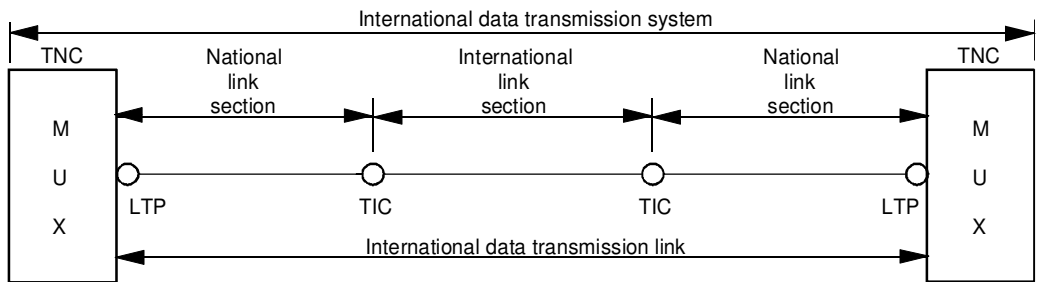 International data transmission system
TNC
National
link
section
International
link
section
National
link
section
TNC
M
U
X
M
U
X
LTP
TIC
TIC
LTP
International data transmission link